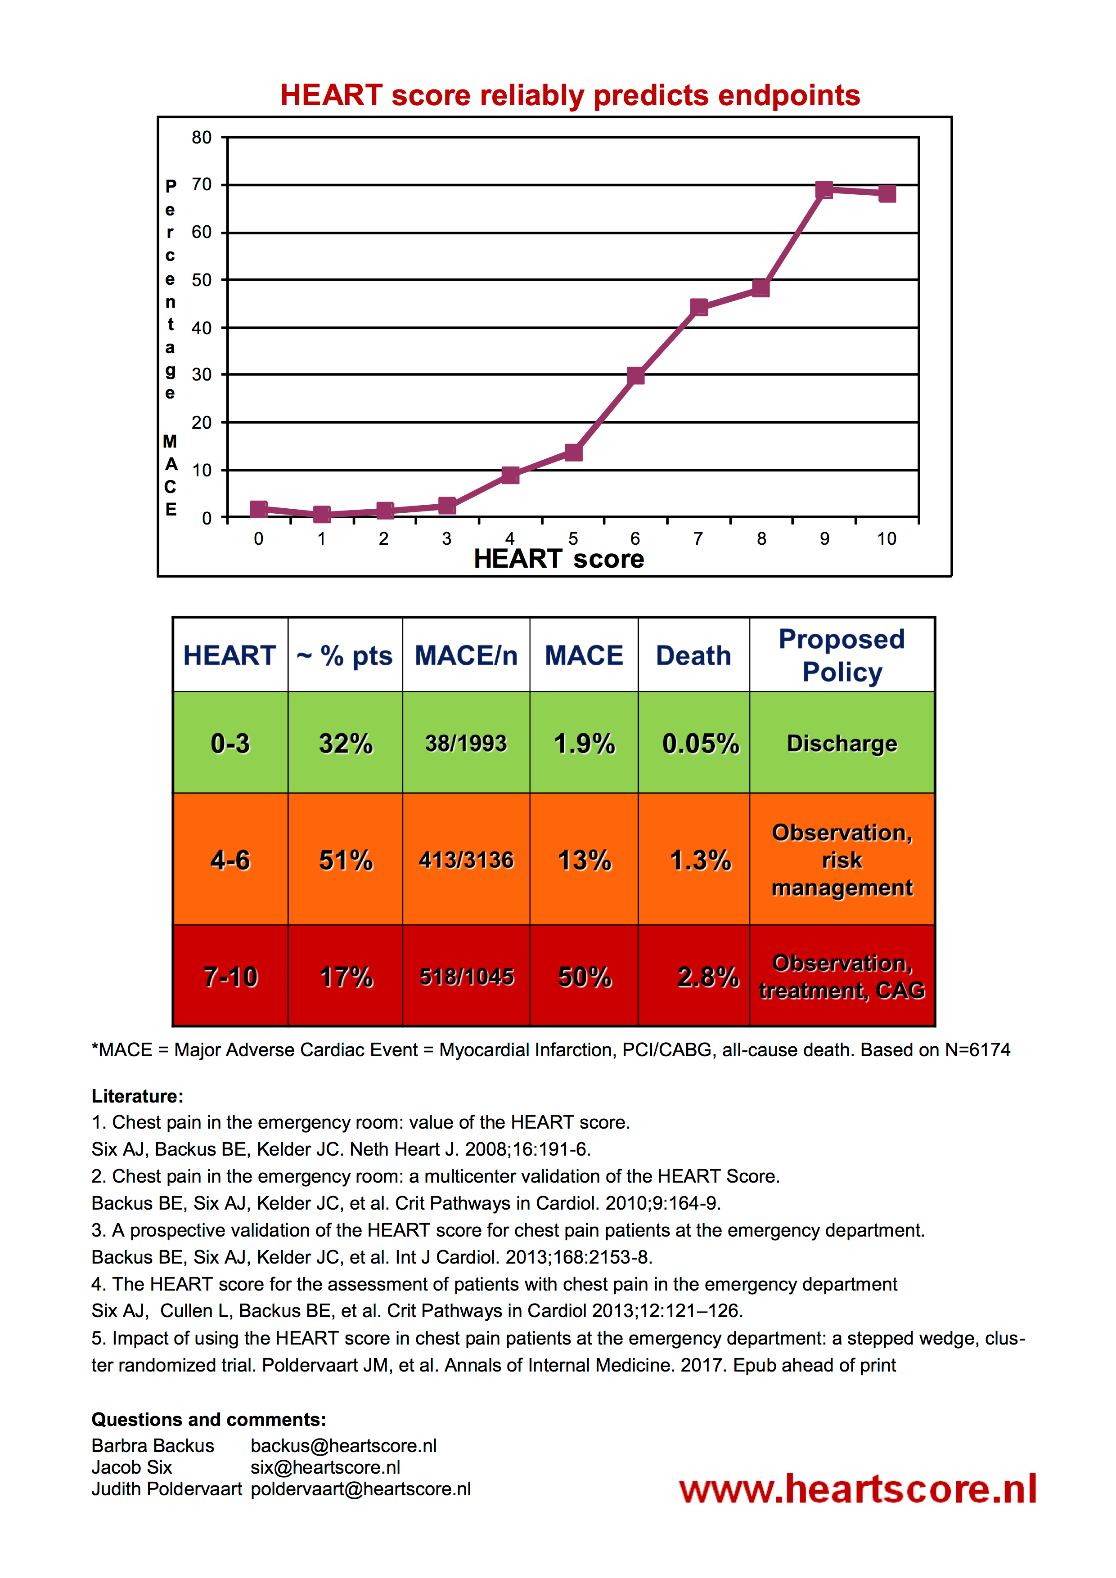 HEART score reliably predicts endpoints
80
70
60
50
40
30
20
10
0
Percentage MACE
0 1 2 3 4 5 6 7 8 9 10
HEART score
HEART ~ % pts MACE/n MACE Death Proposed Policy
0-3 32% 38/1993 1.9% 0.05% Discharge
4-6 51% 413/3136 13% 1.3% Observation, risk management
7-10 17% 518/1045 50% 2.8% Observation, treatment, CAG
*MACE = Major Adverse Cardiac Event = Myocardial Infarction, PCI/CABG, all-cause death. Based on N=6174
Literature:
1. Chest pain in the emergency room: value of the HEART score.
Six AJ, Backus BE, Kelder JC. Neth Heart J. 2008;16:191-6.
2. Chest pain in the emergency room: a multicenter validation of the HEART Score.
Backus BE, Six AJ, Kelder JC, et al. Crit Pathways in Cardiol. 2010;9:164-9.
3. A prospective validation of the HEART score for chest pain patients at the emergency department.
Backus BE, Six AJ, Kelder JC, et al. Int J Cardiol. 2013;168:2153-8.
4. The HEART score for the assessment of patients with chest pain in the emergency department
Six AJ, Cullen L, Backus BE, et al. Crit Pathways in Cardiol 2013;12:121–126.
5. Impact of using the HEART score in chest pain patients at the emergency department: a stepped wedge, clus-
ter randomized trial. Poldervaart JM, et al. Annals of Internal Medicine. 2017. Epub ahead of print
Questions and comments:
Barbra Backus backus@heartscore.nl
Jacob Six six@heartscore.nl
Judith Poldervaart poldervaart@heartscore.nl
www.heartscore.nl